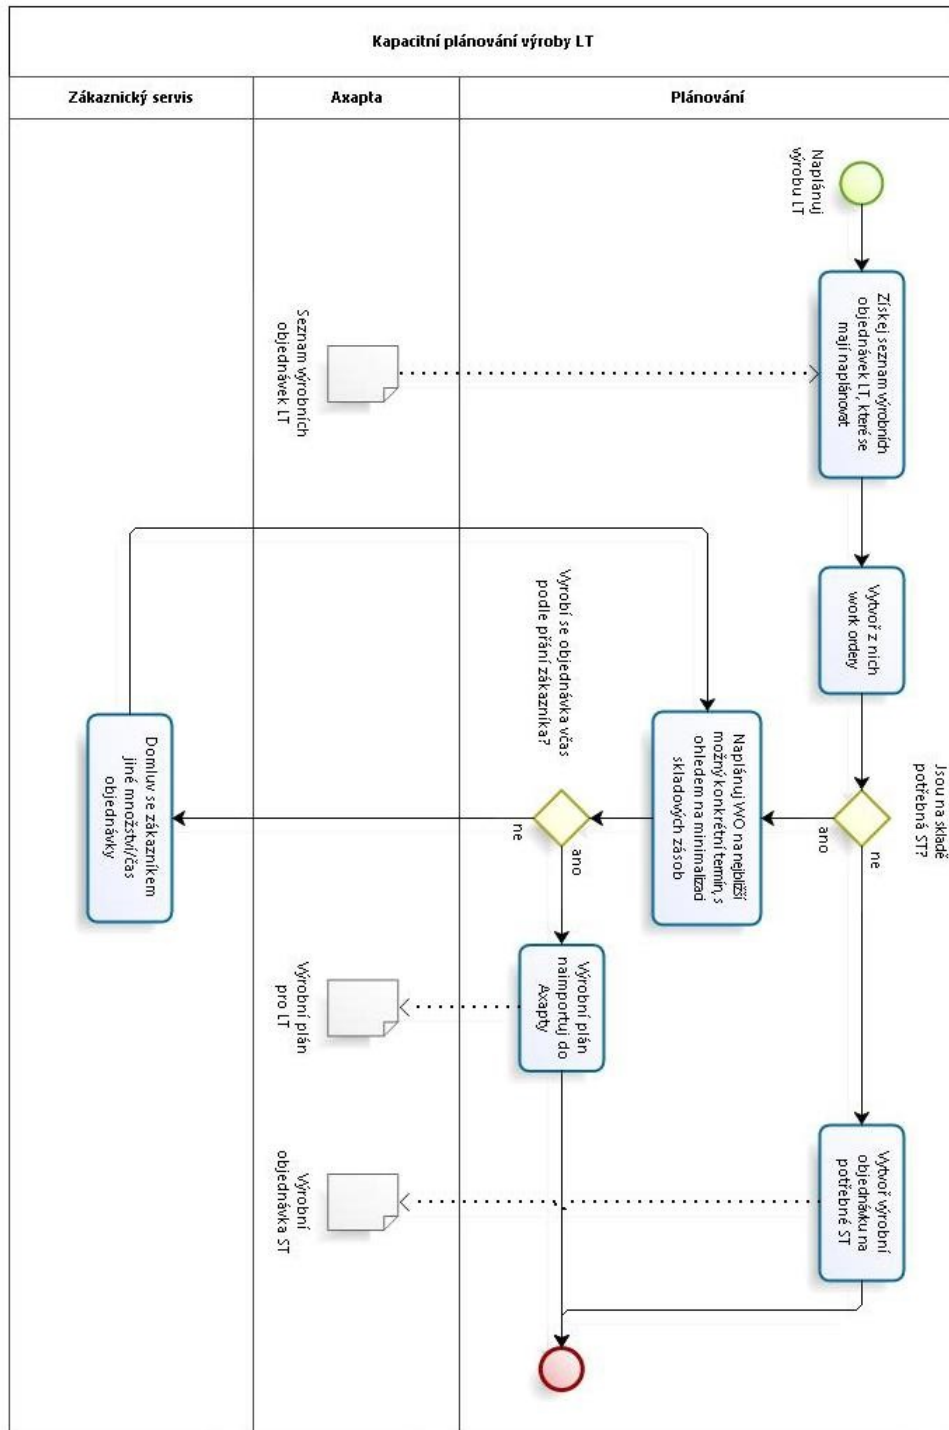 Kapacitní plánování výroby LT
Zákaznický servis
Axapta
Plánování
Naplánuj
výrobu LT
Získej seznam výrobních
objednávek LT, které se
mají naplánovat
Seznam výrobních
objednávek LT
Vytvoř z nich
work ordery
Jsou na skladě
potřebná ST?
ne
ano
Naplánuj WO na nejbližší
možný konkrétní termín, s
ohledem na minimalizaci
skladových zásob
Vyrobí se objednávka včas
podle přání zákazníka?
ano
ne
Domluv se zákazníkem
jiné množství/čas
objednávky
Výrobní plán
naimportuj do
Axapty
Výrobní plán
pro LT
Vytvoř výrobní
objednávku na
potřebné ST
Výrobní
objednávka ST